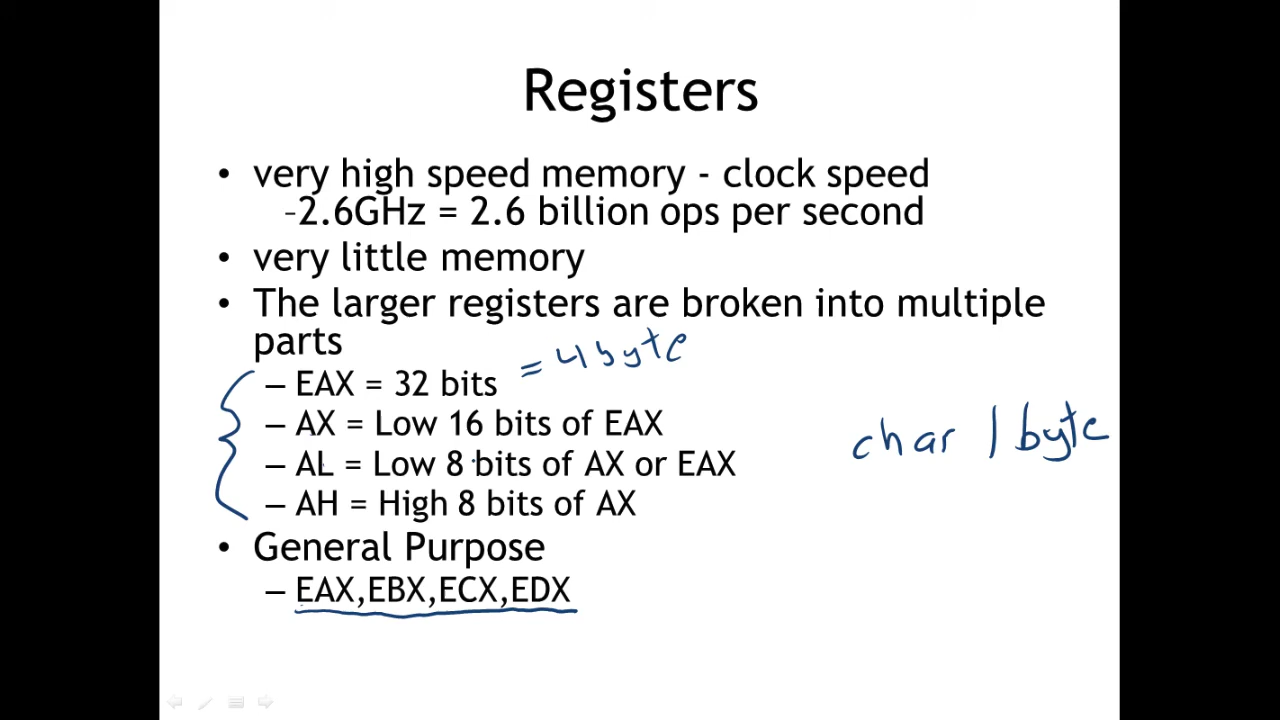 Registers
• very high speed memory - clock speed
–2.6GHz = 2.6 billion ops per second
• very little memory
• The larger registers are broken into multiple
parts
– EAX = 32 bits = 4 byte
– AX = Low 16 bits of EAX
char 1 byte
– AL = Low 8 bits of AX or EAX
– AH = High 8 bits of AX
• General Purpose
– EAX,EBX,ECX,EDX